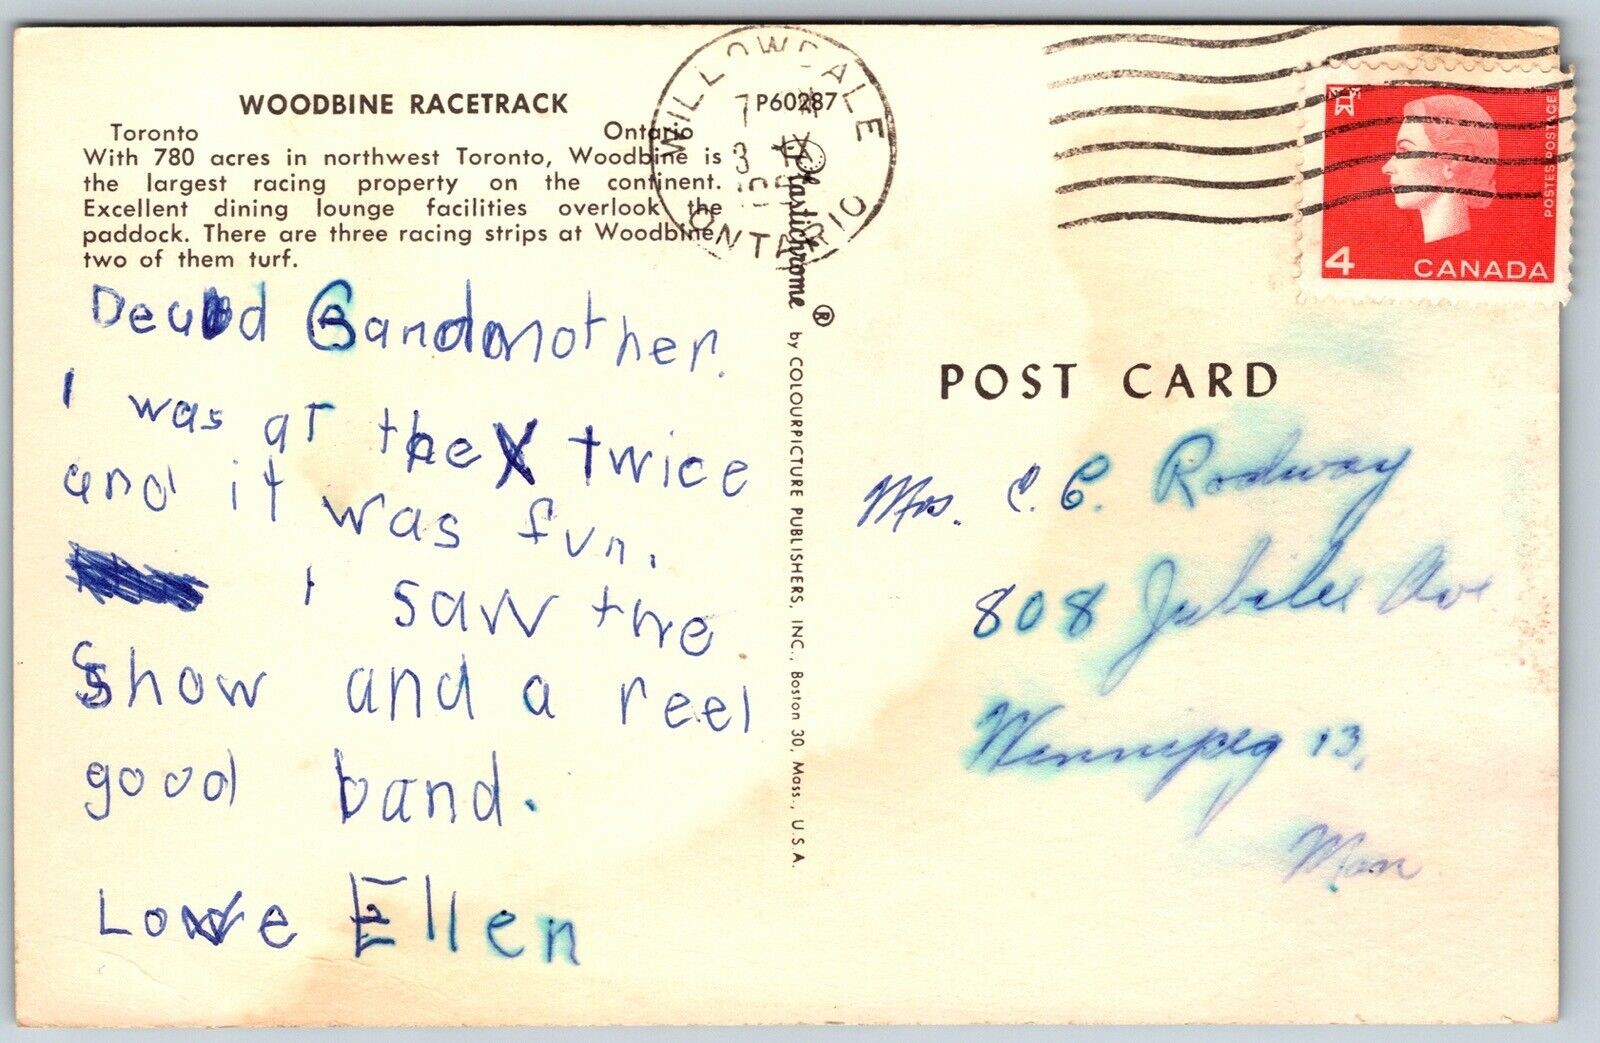 WOODBINE RACETRACK
Toronto Ontario
With 780 acres in northwest Toronto, Woodbine is
the largest racing property on the continent.
Excellent dining lounge facilities overlook the
paddock. There are three racing strips at Woodbine,
two of them turf.
Gandmother.
I was at the X twice
and it was fun.
I saw the
show and a reel
good band.
Love Ellen
WILLOWDALE
ONTARIO
P60287
Plastichrome ®
by COLOURPICTURE PUBLISHERS, INC., Boston 30, Mass., U.S.A.
POSTES POSTAGE
4 CANADA
POST CARD
Mrs. C. C. Rodway
808 Jubilee Ave
Winnipeg 13,
Man